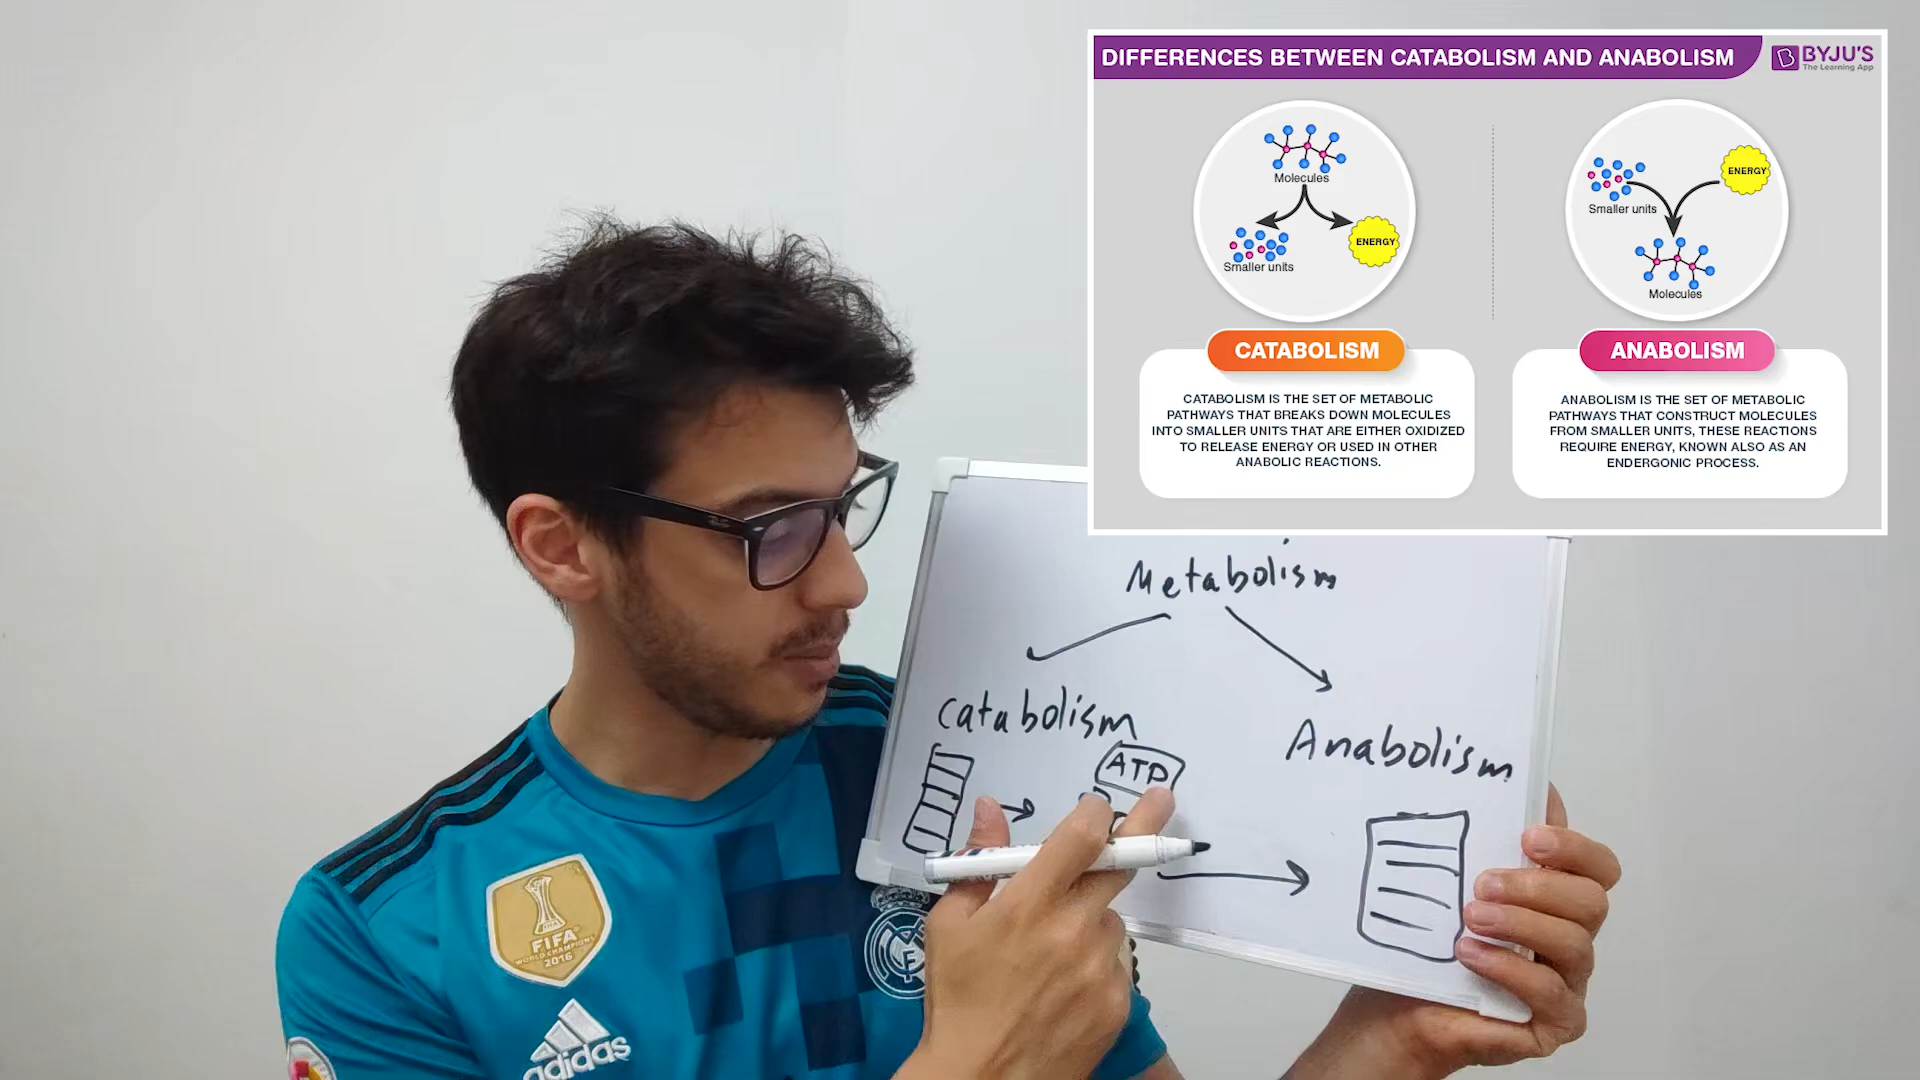 DIFFERENCES BETWEEN CATABOLISM AND ANABOLISM
BYJU'S
The Learning App
Molecules
Smaller units
ENERGY
CATABOLISM
CATABOLISM IS THE SET OF METABOLIC
PATHWAYS THAT BREAKS DOWN MOLECULES
INTO SMALLER UNITS THAT ARE EITHER OXIDIZED
TO RELEASE ENERGY OR USED IN OTHER
ANABOLIC REACTIONS.
Smaller units
ENERGY
Molecules
ANABOLISM
ANABOLISM IS THE SET OF METABOLIC
PATHWAYS THAT CONSTRUCT MOLECULES
FROM SMALLER UNITS, THESE REACTIONS
REQUIRE ENERGY, KNOWN ALSO AS AN
ENDERGONIC PROCESS.
Metabolism
catabolism
ATP
Anabolism
Ray-Ban
FIFA
WORLD CHAMPIONS
2016
adidas